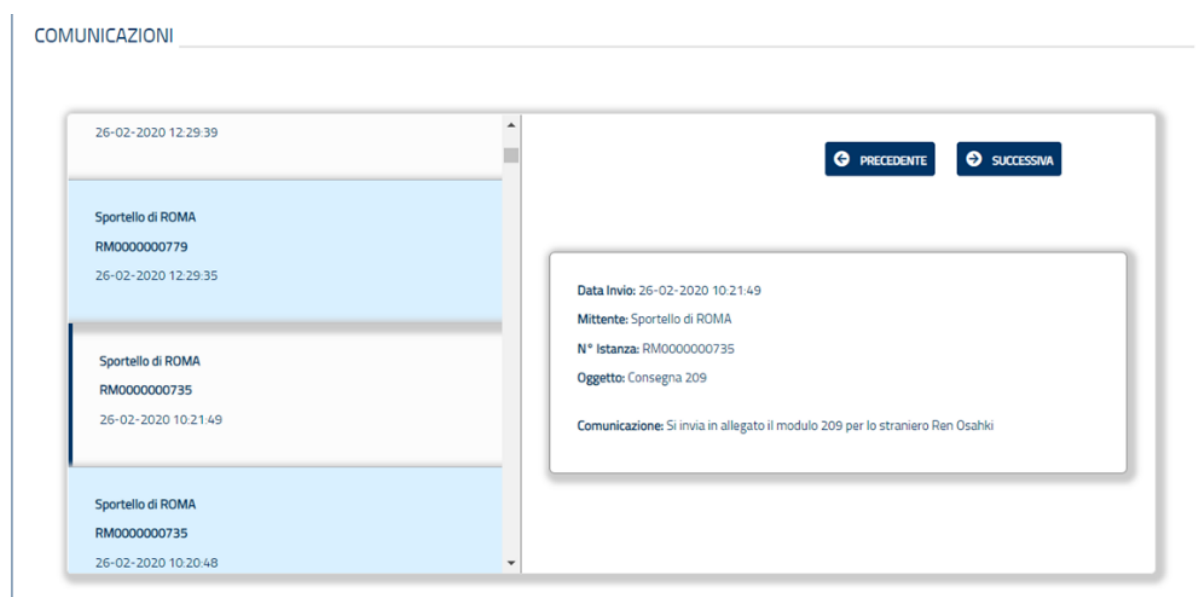 COMUNICAZIONI
26-02-2020 12:29:39
Sportello di ROMA
RM0000000779
26-02-2020 12:29:35
Sportello di ROMA
RM0000000735
26-02-2020 10:21:49
Sportello di ROMA
RM0000000735
26-02-2020 10:20:48
PRECEDENTE
SUCCESSIVA
Data Invio: 26-02-2020 10:21:49
Mittente: Sportello di ROMA
N° Istanza: RM0000000735
Oggetto: Consegna 209
Comunicazione: Si invia in allegato il modulo 209 per lo straniero Ren Osahki